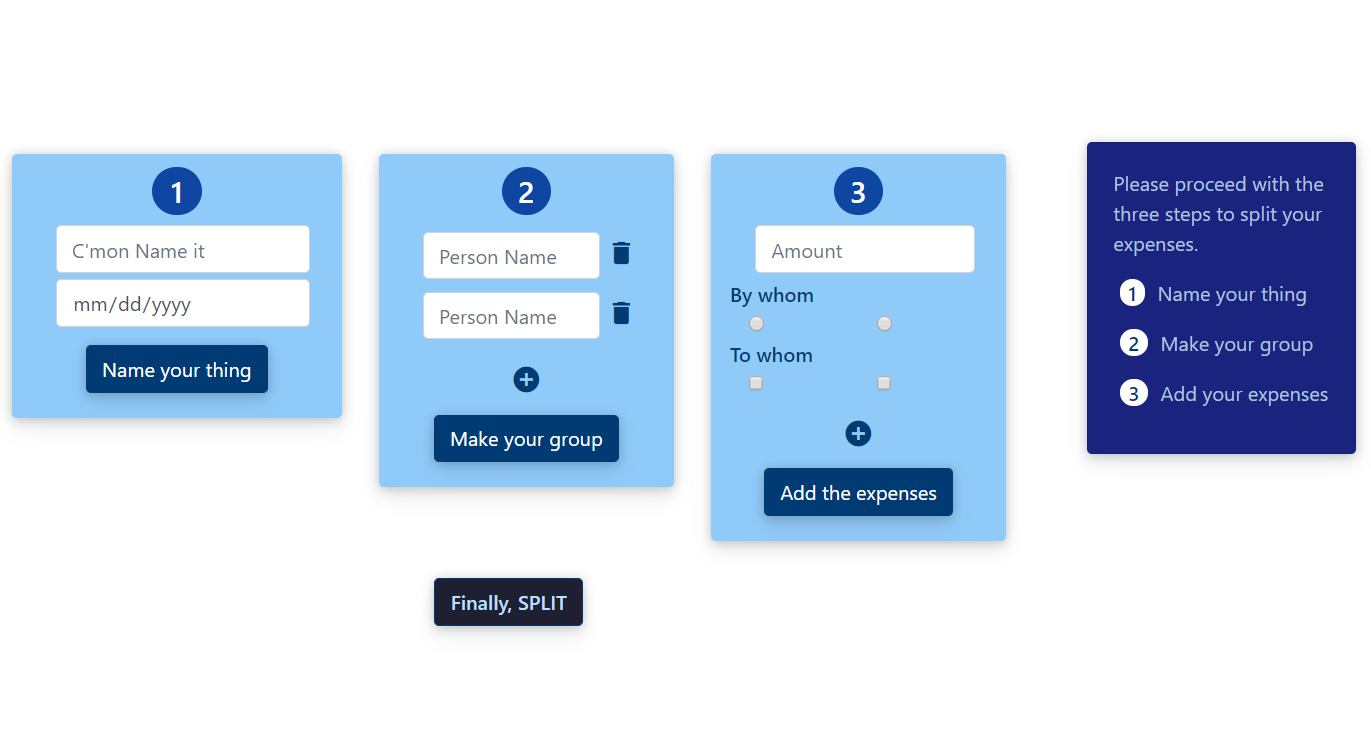 1
C'mon Name it
mm/dd/yyyy
Name your thing
2
Person Name
Person Name
Make your group
3
Amount
By whom
To whom
Add the expenses
Finally, SPLIT
Please proceed with the
three steps to split your
expenses.
1 Name your thing
2 Make your group
3 Add your expenses